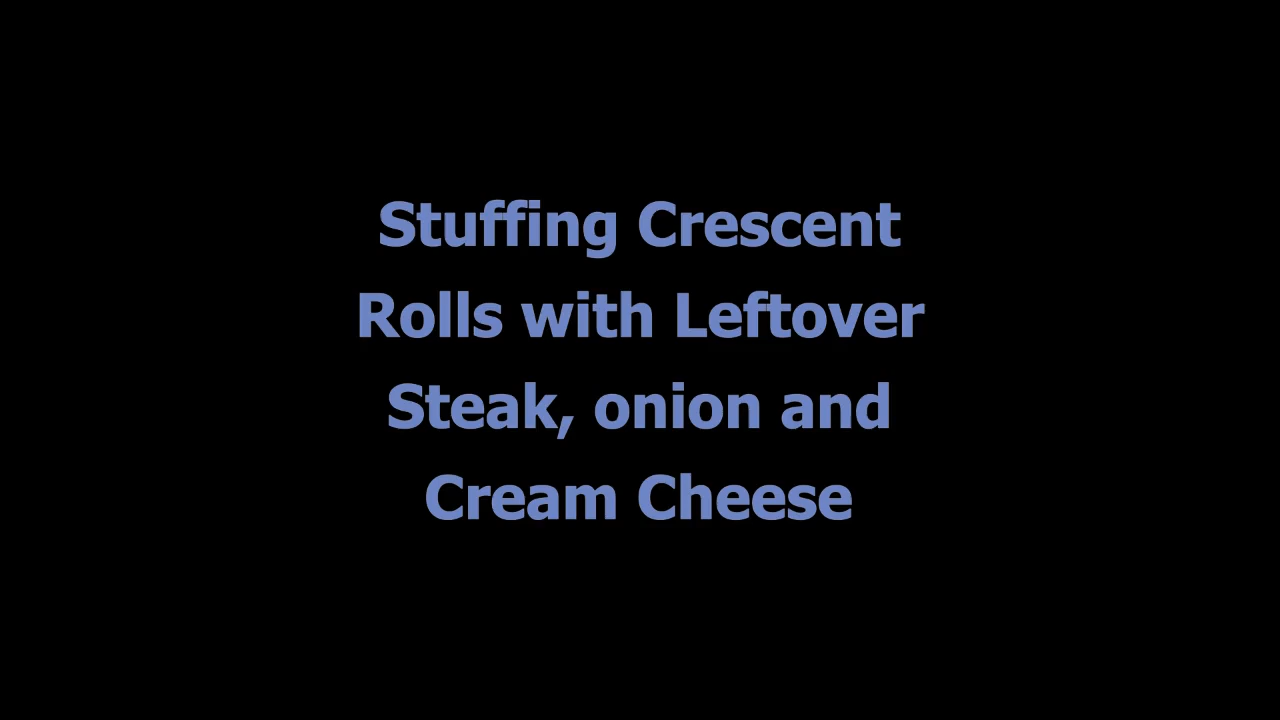 Stuffing Crescent
Rolls with Leftover
Steak, onion and
Cream Cheese